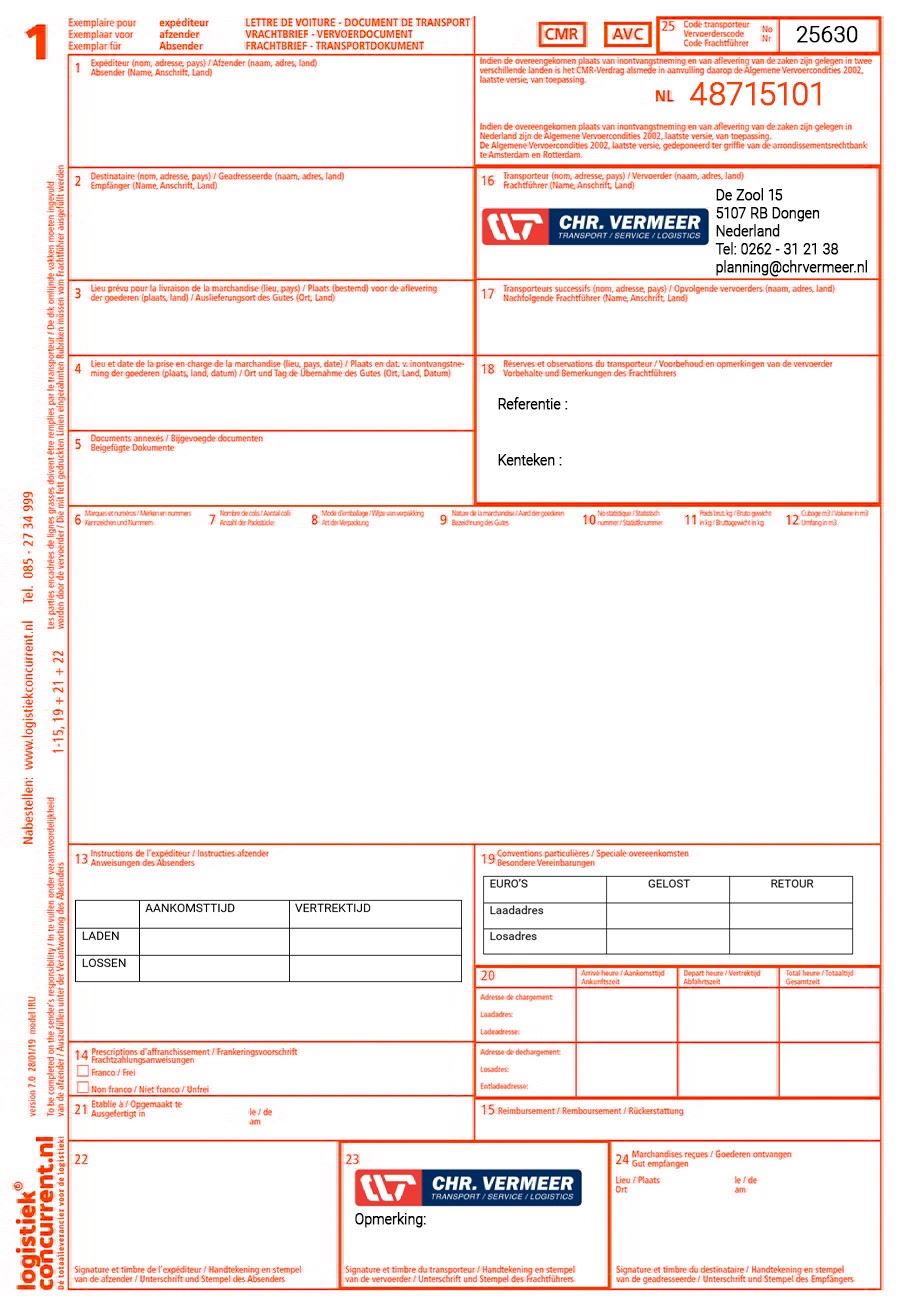 1
Exemplaire pour expéditeur
Exemplaar voor afzender
Exemplar für Absender
LETTRE DE VOITURE - DOCUMENT DE TRANSPORT
VRACHTBRIEF - VERVOERDOCUMENT
FRACHTBRIEF - TRANSPORTDOKUMENT
CMR
AVC
25 Code transporteur
Vervoerderscode
Code Frachtführer
No
Nr
25630
1 Expéditeur (nom, adresse, pays) / Afzender (naam, adres, land)
Absender (Name, Anschrift, Land)
Indien de overeengekomen plaats van inontvangstneming en van aflevering van de zaken zijn gelegen in twee
verschillende landen is het CMR-Verdrag alsmede in aanvulling daarop de Algemene Vervoercondities 2002,
laatste versie, van toepassing.
NL 48715101
Indien de overeengekomen plaats van inontvangstneming en van aflevering van de zaken zijn gelegen in
Nederland zijn de Algemene Vervoercondities 2002, laatste versie, van toepassing.
De Algemene Vervoercondities 2002, laatste versie, gedeponeerd ter griffie van de arrondissementsrechtbank
te Amsterdam en Rotterdam.
2 Destinataire (nom, adresse, pays) / Geadresseerde (naam, adres, land)
Empfänger (Name, Anschrift, Land)
16 Transporteur (nom, adresse, pays) / Vervoerder (naam, adres, land)
Frachtführer (Name, Anschrift, Land)
CHR. VERMEER
TRANSPORT / SERVICE / LOGISTICS
De Zool 15
5107 RB Dongen
Nederland
Tel: 0262 - 31 21 38
planning@chrvermeer.nl
3 Lieu prévu pour la livraison de la marchandise (lieu, pays) / Plaats (bestemd) voor de aflevering
der goederen (plaats, land) / Auslieferungsort des Gutes (Ort, Land)
17 Transporteurs successifs (nom, adresse, pays) / Opvolgende vervoerders (naam, adres, land)
Nachfolgende Frachtführer (Name, Anschrift, Land)
4 Lieu et date de la prise en charge de la marchandise (lieu, pays, date) / Plaats en dat. v. inontvangstne-
ming der goederen (plaats, land, datum) / Ort und Tag de Übernahme des Gutes (Ort, Land, Datum)
18 Réserves et observations du transporteur / Voorbehoud en opmerkingen van de vervoerder
Vorbehalte und Bemerkungen des Frachtführers
Referentie :
Kenteken :
5 Documents annexés / Bijgevoegde documenten
Beigefügte Dokumente
6 Marques et numéros / Merken en nummers
Kennzeichen und Nummern
7 Nombre de colis / Aantal colli
Anzahl der Packstücke
8 Mode d'emballage / Wijze van verpakking
Art der Verpackung
9 Nature de la marchandise / Aard der goederen
Bezeichnung des Gutes
10 No statistique / Statistisch
nummer / Statistiknummer
11 Poids brut, kg / Bruto gewicht
in kg / Bruttogewicht in kg
12 Cubage m3 / Volume in m3
Umfang in m3
13 Instructions de l'expéditeur / Instructies afzender
Anweisungen des Absenders
AANKOMSTTIJD VERTREKTIJD
LADEN
LOSSEN
19 Conventions particulières / Speciale overeenkomsten
Besondere Vereinbarungen
EURO'S GELOST RETOUR
Laadadres
Losadres
20
Arrivé heure / Aankomsttijd
Ankunftszeit
Depart heure / Vertrektijd
Abfahrtszeit
Total heure / Totaaltijd
Gesamtzeit
Adresse de chargement:
Laadadres:
Ladeadresse:
Adresse de dechargement:
Losadres:
Entladeadresse:
14 Prescriptions d'affranchissement / Frankeringsvoorschrift
Frachtzahlungsanweisungen
Franco / Frei
Non franco / Niet franco / Unfrei
21 Etablie à / Opgemaakt te
Ausgefertigt in
le / de
am
15 Reimbursement / Remboursement / Rückerstattung
22
Signature et timbre de l'expéditeur / Handtekening en stempel
van de afzender / Unterschrift und Stempel des Absenders
23
CHR. VERMEER
TRANSPORT / SERVICE / LOGISTICS
Opmerking:
Signature et timbre du transporteur / Handtekening en stempel
van de vervoerder / Unterschrift und Stempel des Frachtführers
24 Marchandises reçues / Goederen ontvangen
Gut empfangen
Lieu / Plaats
Ort
le / de
am
Signature et timbre du destinataire / Handtekening en stempel
van de geadresseerde / Unterschrift und Stempel des Empfängers
Les parties encadrées de lignes grasses doivent être remplies par le transporteur / De dik omlijnde vakken moeten ingevuld
worden door de vervoerder / Die mit fett gedruckten Linien eingerahmten Rubriken müssen vom Frachtführer ausgefüllt werden
Nabestellen: www.logistiekconcurrent.nl Tel. 085 - 27 34 999
1-15, 19 + 21 + 22
To be completed on the sender's responsibility / In te vullen onder verantwoordelijkheid
van de afzender / Auszufüllen unter der Verantwortung des Absenders
version 7.0 28/01/19 model IRU
logistiek®
concurrent.nl
De totaalleverancier voor de logistiek!